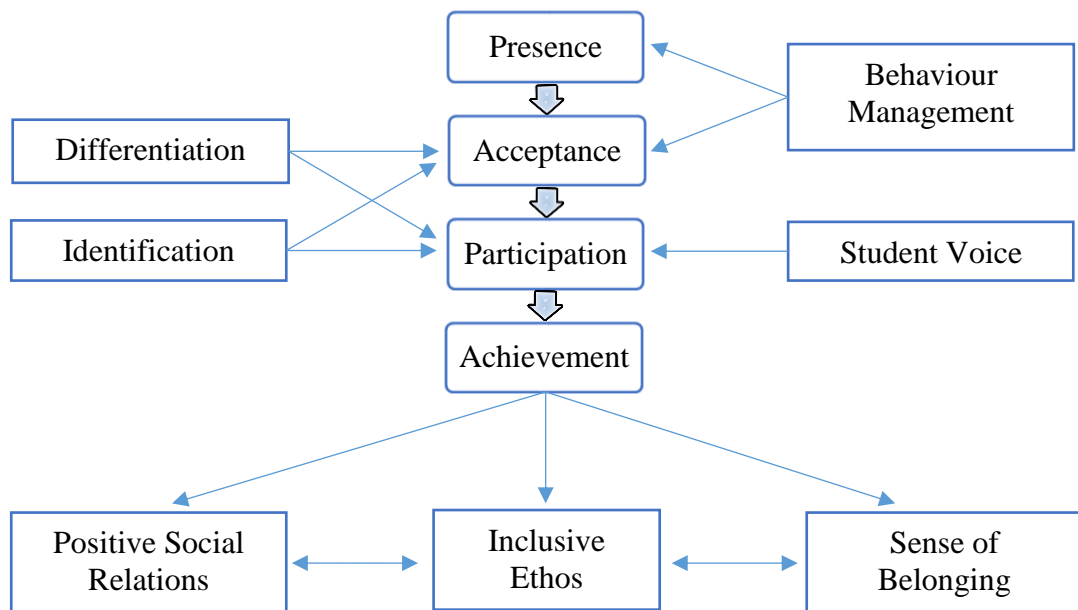 Presence
Behaviour
Management
Differentiation
Acceptance
Identification
Participation
Student Voice
Achievement
Positive Social
Relations
Inclusive
Ethos
Sense of
Belonging